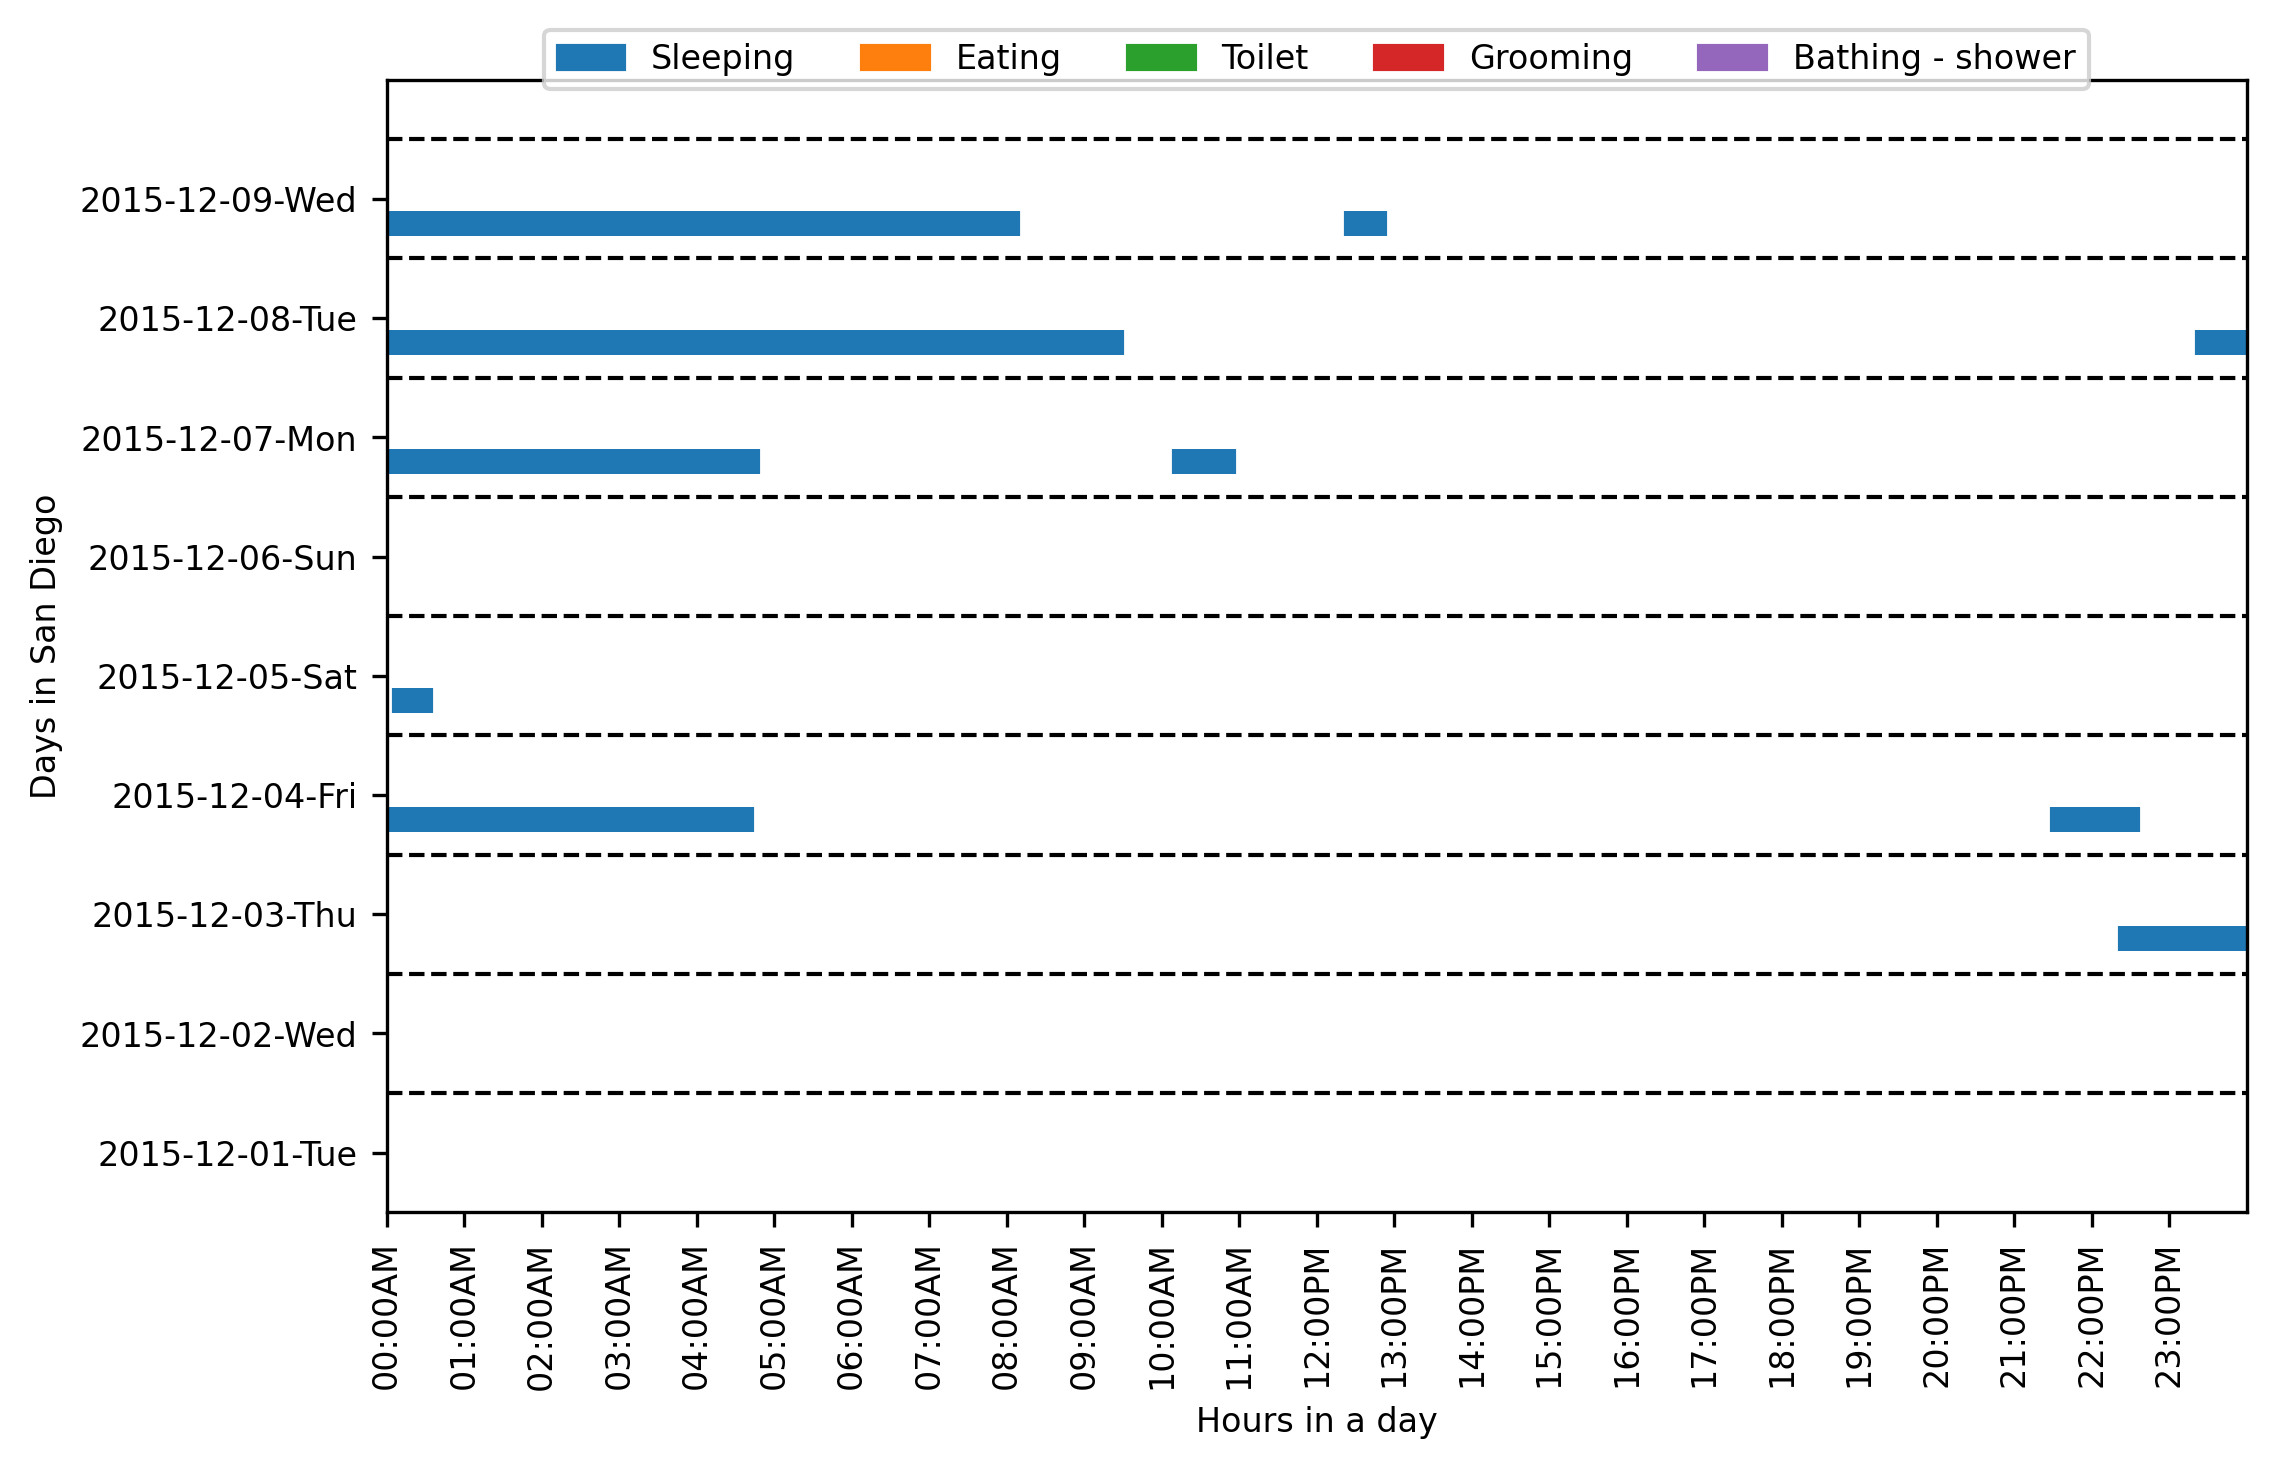 Sleeping Eating Toilet Grooming Bathing - shower
2015-12-09-Wed
2015-12-08-Tue
2015-12-07-Mon
2015-12-06-Sun
2015-12-05-Sat
2015-12-04-Fri
2015-12-03-Thu
2015-12-02-Wed
2015-12-01-Tue
Days in San Diego
00:00AM
01:00AM
02:00AM
03:00AM
04:00AM
05:00AM
06:00AM
07:00AM
08:00AM
09:00AM
10:00AM
11:00AM
12:00PM
13:00PM
14:00PM
15:00PM
16:00PM
17:00PM
18:00PM
19:00PM
20:00PM
21:00PM
22:00PM
23:00PM
Hours in a day